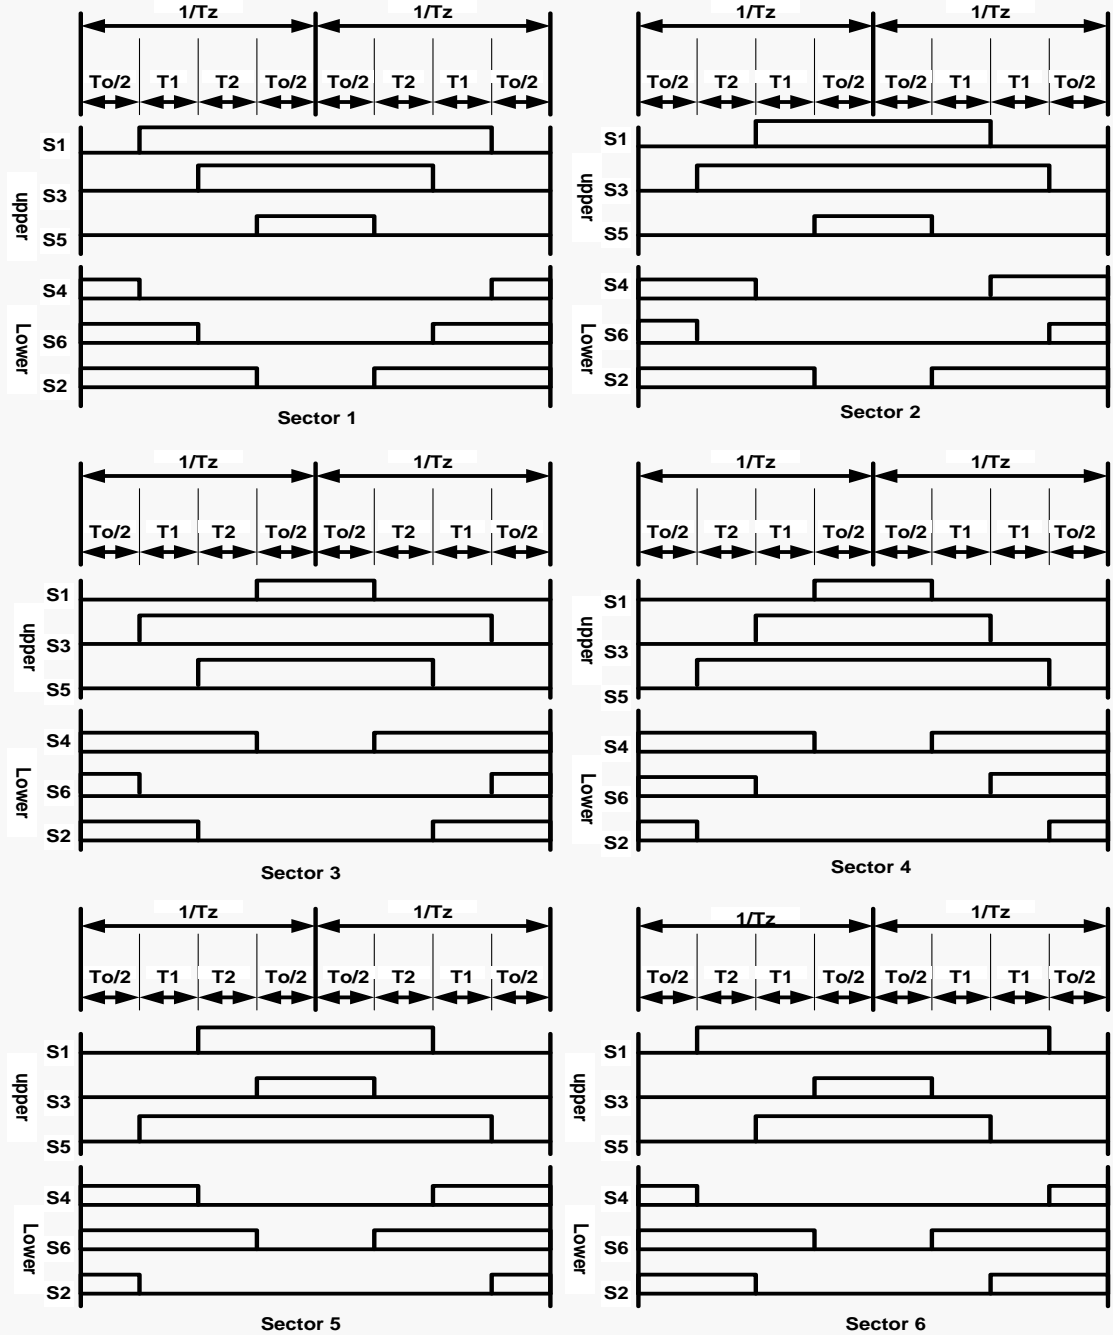 1/Tz 1/Tz
To/2 T1 T2 To/2 To/2 T2 T1 To/2
S1
S3
S5
upper
S4
S6
S2
Lower
Sector 1
1/Tz 1/Tz
To/2 T2 T1 To/2 To/2 T1 T1 To/2
S1
S3
S5
upper
S4
S6
S2
Lower
Sector 2
1/Tz 1/Tz
To/2 T1 T2 To/2 To/2 T2 T1 To/2
S1
S3
S5
upper
S4
S6
S2
Lower
Sector 3
1/Tz 1/Tz
To/2 T2 T1 To/2 To/2 T1 T1 To/2
S1
S3
S5
upper
S4
S6
S2
Lower
Sector 4
1/Tz 1/Tz
To/2 T1 T2 To/2 To/2 T2 T1 To/2
S1
S3
S5
upper
S4
S6
S2
Lower
Sector 5
1/Tz 1/Tz
To/2 T2 T1 To/2 To/2 T1 T1 To/2
S1
S3
S5
upper
S4
S6
S2
Lower
Sector 6